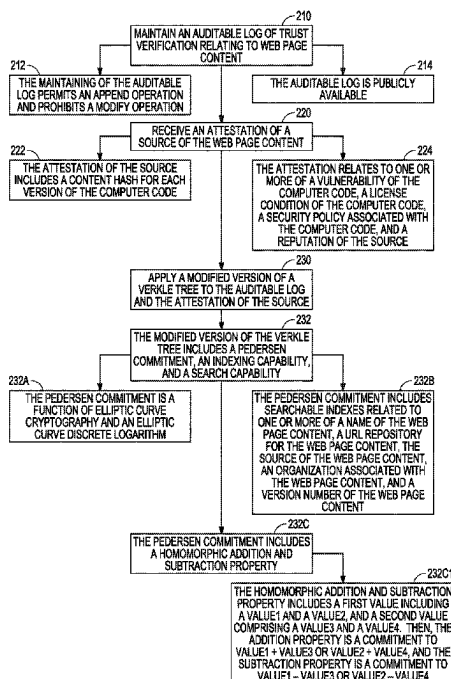 210
MAINTAIN AN AUDITABLE LOG OF TRUST
VERIFICATION RELATING TO WEB PAGE
CONTENT
212
THE MAINTAINING OF THE AUDITABLE
LOG PERMITS AN APPEND OPERATION
AND PROHIBITS A MODIFY OPERATION
214
THE AUDITABLE LOG IS PUBLICLY
AVAILABLE
220
RECEIVE AN ATTESTATION OF A
SOURCE OF THE WEB PAGE CONTENT
222
THE ATTESTATION OF THE SOURCE
INCLUDES A CONTENT HASH FOR EACH
VERSION OF THE COMPUTER CODE
224
THE ATTESTATION RELATES TO ONE OR
MORE OF A VULNERABILITY OF THE
COMPUTER CODE, A LICENSE
CONDITION OF THE COMPUTER CODE,
A SECURITY POLICY ASSOCIATED WITH
THE COMPUTER CODE, AND A
REPUTATION OF THE SOURCE
230
APPLY A MODIFIED VERSION OF A
VERKLE TREE TO THE AUDITABLE LOG
AND THE ATTESTATION OF THE SOURCE
232
THE MODIFIED VERSION OF THE VERKLE
TREE INCLUDES A PEDERSEN
COMMITMENT, AN INDEXING CAPABILITY,
AND A SEARCH CAPABILITY
232A
THE PEDERSEN COMMITMENT IS A
FUNCTION OF ELLIPTIC CURVE
CRYPTOGRAPHY AND AN ELLIPTIC
CURVE DISCRETE LOGARITHM
232B
THE PEDERSEN COMMITMENT INCLUDES
SEARCHABLE INDEXES RELATED TO
ONE OR MORE OF A NAME OF THE WEB
PAGE CONTENT, A URL REPOSITORY
FOR THE WEB PAGE CONTENT, THE
SOURCE OF THE WEB PAGE CONTENT,
AN ORGANIZATION ASSOCIATED WITH
THE WEB PAGE CONTENT, AND A
VERSION NUMBER OF THE WEB PAGE
CONTENT
232C
THE PEDERSEN COMMITMENT INCLUDES
A HOMOMORPHIC ADDITION AND
SUBTRACTION PROPERTY
232C1
THE HOMOMORPHIC ADDITION AND SUBTRACTION
PROPERTY INCLUDES A FIRST VALUE INCLUDING
A VALUE1 AND A VALUE2, AND A SECOND VALUE
COMPRISING A VALUE3 AND A VALUE4. THEN, THE
ADDITION PROPERTY IS A COMMITMENT TO
VALUE1 + VALUE3 OR VALUE2 + VALUE4, AND THE
SUBTRACTION PROPERTY IS A COMMITMENT TO
VALUE1 – VALUE3 OR VALUE2 – VALUE4